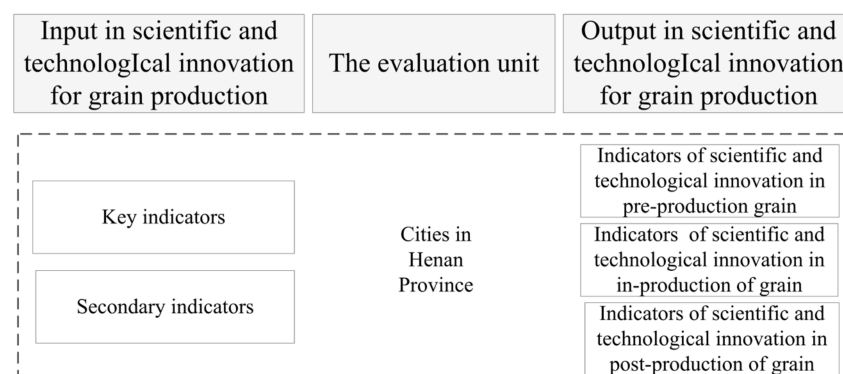 Input in scientific and
technologIcal innovation
for grain production
The evaluation unit
Output in scientific and
technologIcal innovation
for grain production
Key indicators
Secondary indicators
Cities in
Henan
Province
Indicators of scientific and
technological innovation in
pre-production grain
Indicators of scientific and
technological innovation in
in-production of grain
Indicators of scientific and
technological innovation in
post-production of grain